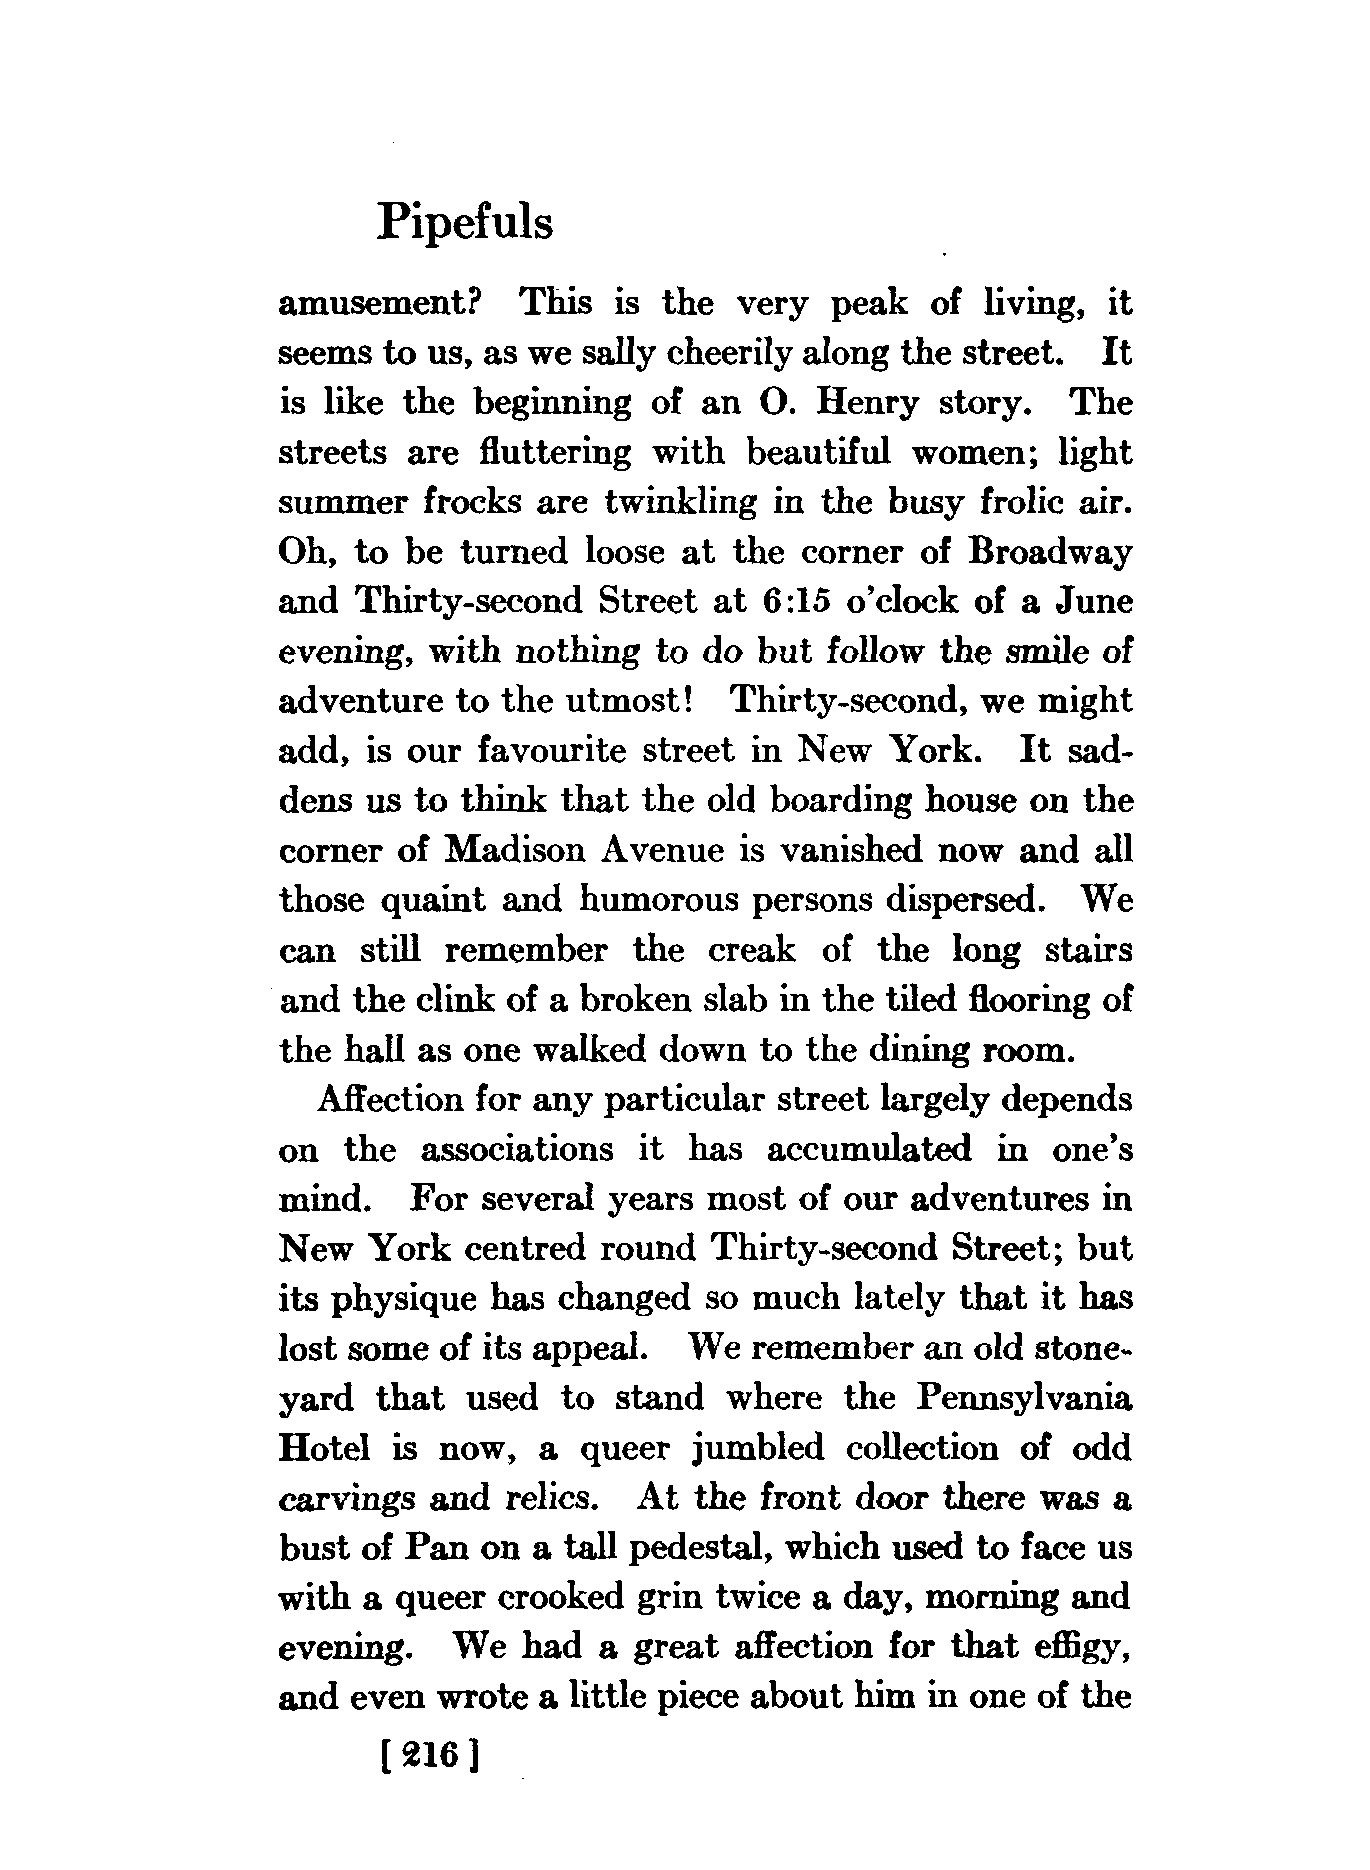 Pipefuls
amusement? This is the very peak of living, it
seems to us, as we sally cheerily along the street. It
is like the beginning of an O. Henry story. The
streets are fluttering with beautiful women; light
summer frocks are twinkling in the busy frolic air.
Oh, to be turned loose at the corner of Broadway
and Thirty-second Street at 6:15 o'clock of a June
evening, with nothing to do but follow the smile of
adventure to the utmost! Thirty-second, we might
add, is our favourite street in New York. It sad-
dens us to think that the old boarding house on the
corner of Madison Avenue is vanished now and all
those quaint and humorous persons dispersed. We
can still remember the creak of the long stairs
and the clink of a broken slab in the tiled flooring of
the hall as one walked down to the dining room.
Affection for any particular street largely depends
on the associations it has accumulated in one's
mind. For several years most of our adventures in
New York centred round Thirty-second Street; but
its physique has changed so much lately that it has
lost some of its appeal. We remember an old stone-
yard that used to stand where the Pennsylvania
Hotel is now, a queer jumbled collection of odd
carvings and relics. At the front door there was a
bust of Pan on a tall pedestal, which used to face us
with a queer crooked grin twice a day, morning and
evening. We had a great affection for that effigy,
and even wrote a little piece about him in one of the
[ 216 ]